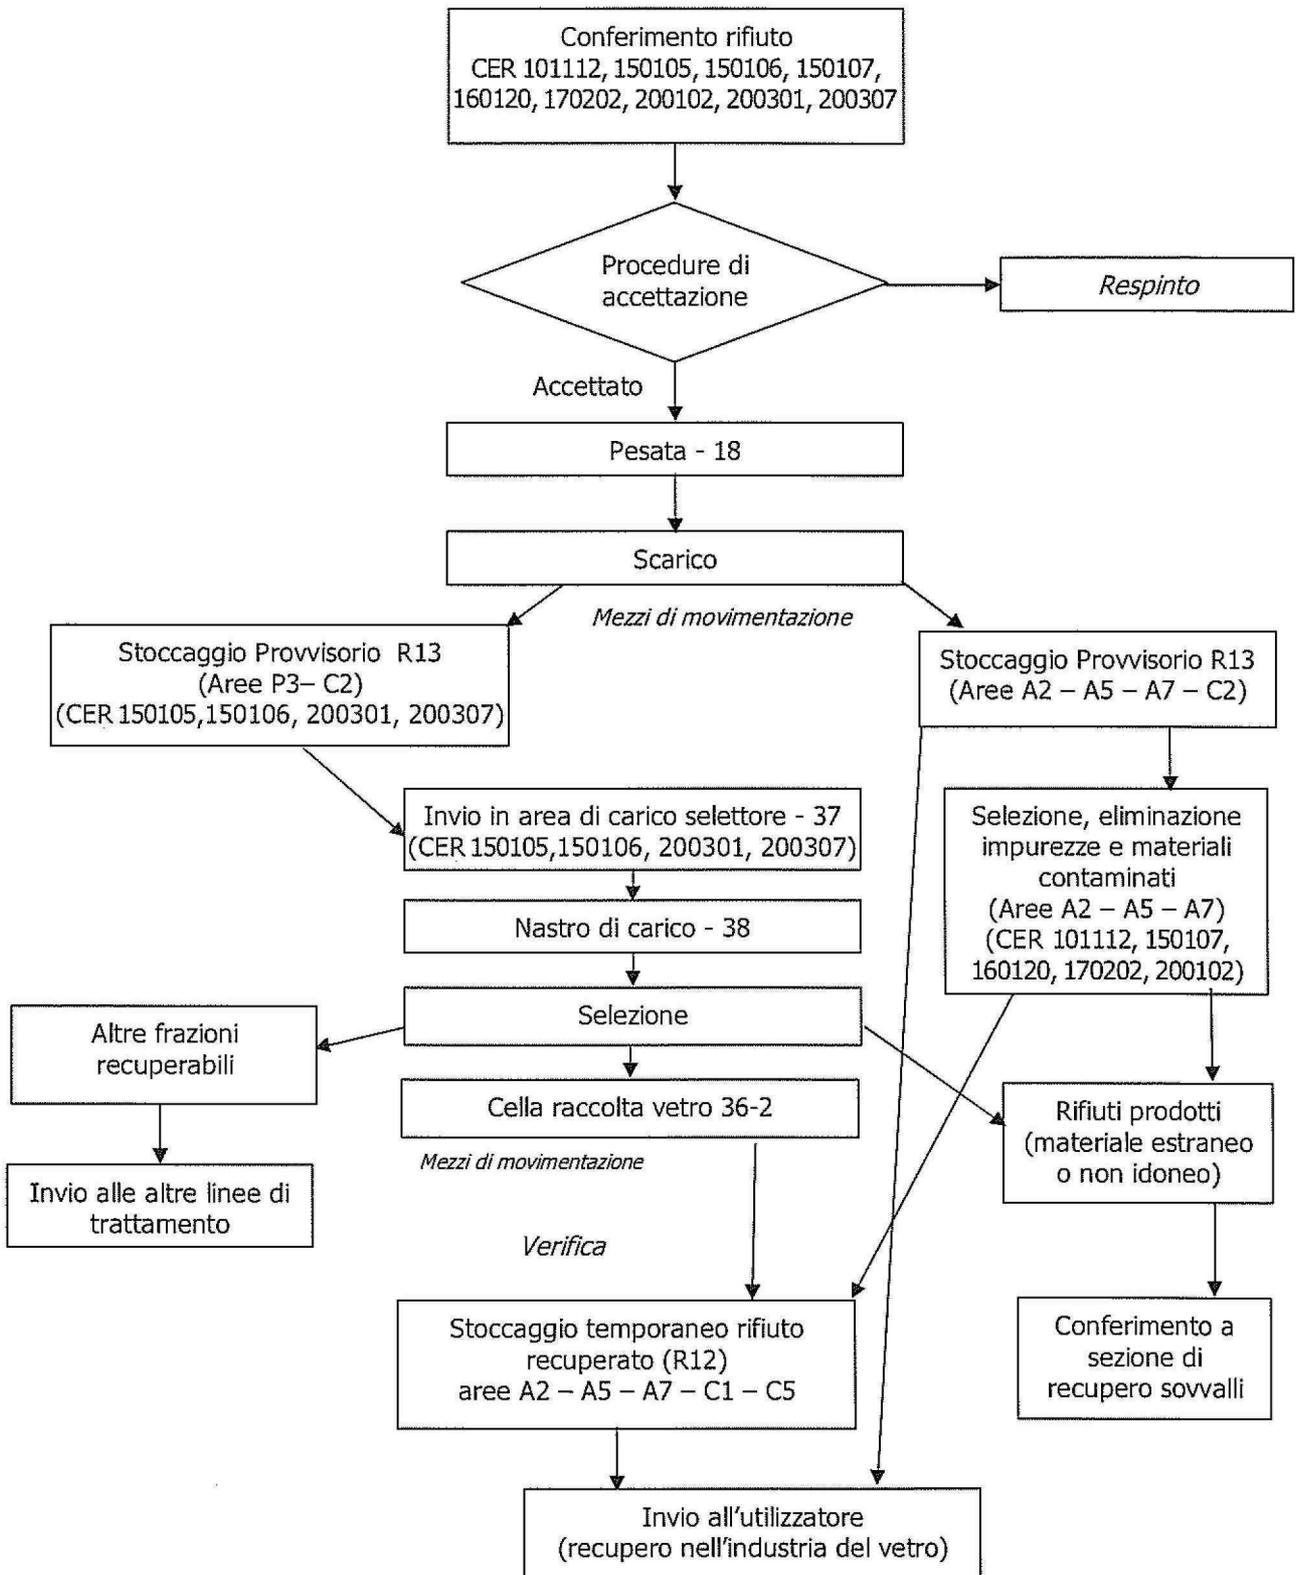 Conferimento rifiuto
CER 101112, 150105, 150106, 150107,
160120, 170202, 200102, 200301, 200307
Procedure di
accettazione
Respinto
Accettato
Pesata - 18
Scarico
Mezzi di movimentazione
Stoccaggio Provvisorio R13
(Aree P3– C2)
(CER 150105,150106, 200301, 200307)
Stoccaggio Provvisorio R13
(Aree A2 – A5 – A7 – C2)
Invio in area di carico selettore - 37
(CER 150105,150106, 200301, 200307)
Selezione, eliminazione
impurezze e materiali
contaminati
(Aree A2 – A5 – A7)
(CER 101112, 150107,
160120, 170202, 200102)
Nastro di carico - 38
Selezione
Altre frazioni
recuperabili
Cella raccolta vetro 36-2
Rifiuti prodotti
(materiale estraneo
o non idoneo)
Mezzi di movimentazione
Invio alle altre linee di
trattamento
Verifica
Stoccaggio temporaneo rifiuto
recuperato (R12)
aree A2 – A5 – A7 – C1 – C5
Conferimento a
sezione di
recupero sovvalli
Invio all'utilizzatore
(recupero nell'industria del vetro)